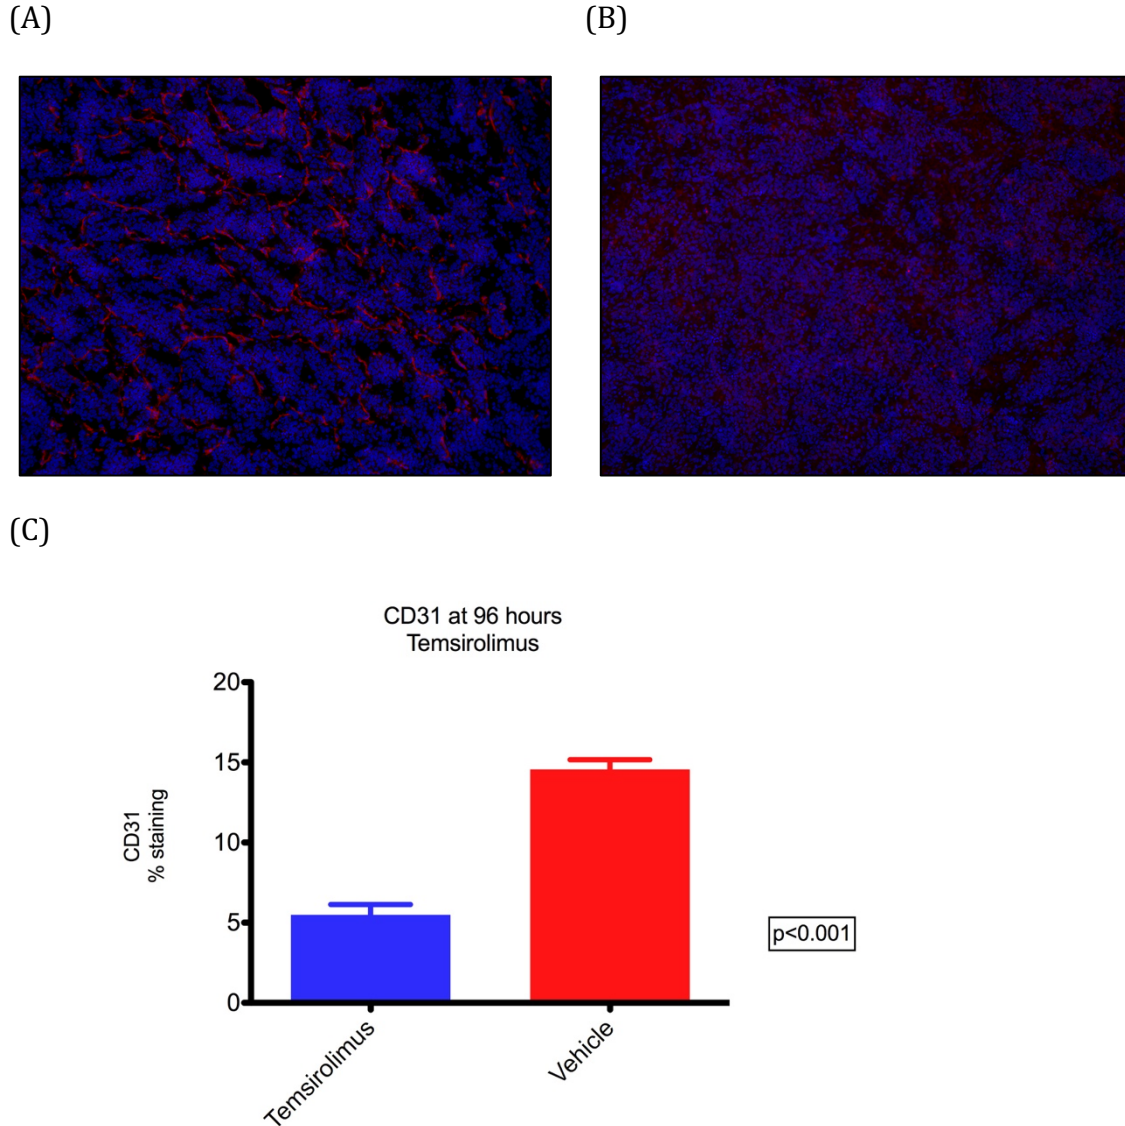 (A)
(B)
(C)
CD31 at 96 hours
Temsirolimus
20
15
10
5
0
CD31
% staining
p<0.001
Temsirolimus
Vehicle